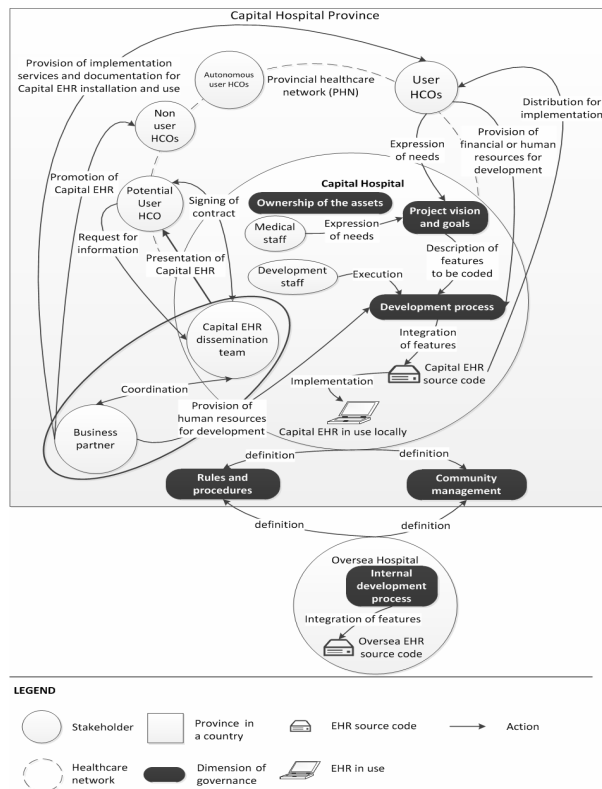 Capital Hospital Province
Provision of implementation
services and documentation for
Capital EHR installation and use
Autonomous
user HCOs
Provincial healthcare
network (PHN)
User
HCOs
Distribution for
implementation
Non
user
HCOs
Expression
of needs
Provision of
financial or human
resources for
development
Promotion of
Capital EHR
Potential
User
HCO
Signing of
contract
Capital Hospital
Ownership of the assets
Project vision
and goals
Medical
staff
Expression
of needs
Request for
information
Presentation of
Capital EHR
Description of
features
to be coded
Development
staff
Execution
Development process
Capital EHR
dissemination
team
Integration
of features
Implementation
Capital EHR
source code
Coordination
Provision of
human resources
for development
Capital EHR in use locally
Business
partner
definition
definition
Rules and
procedures
Community
management
definition
definition
Oversea Hospital
Internal
development
process
Integration of features
Oversea EHR
source code
LEGEND
Stakeholder
Province in
a country
EHR source code
Action
Healthcare
network
Dimension of
governance
EHR in use